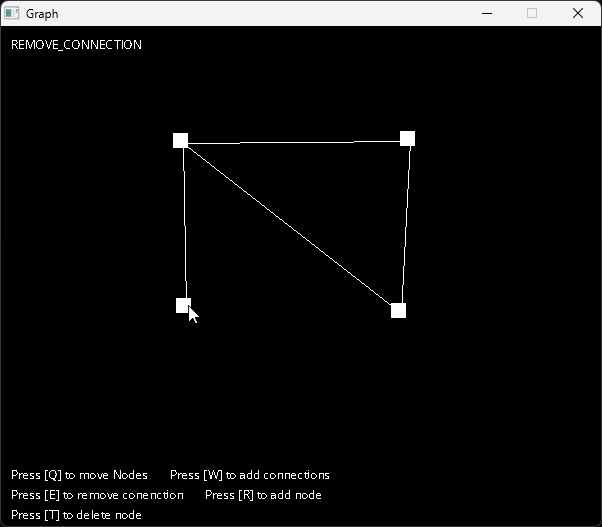 Graph
REMOVE_CONNECTION
Press [Q] to move Nodes Press [W] to add connections
Press [E] to remove conenction Press [R] to add node
Press [T] to delete node